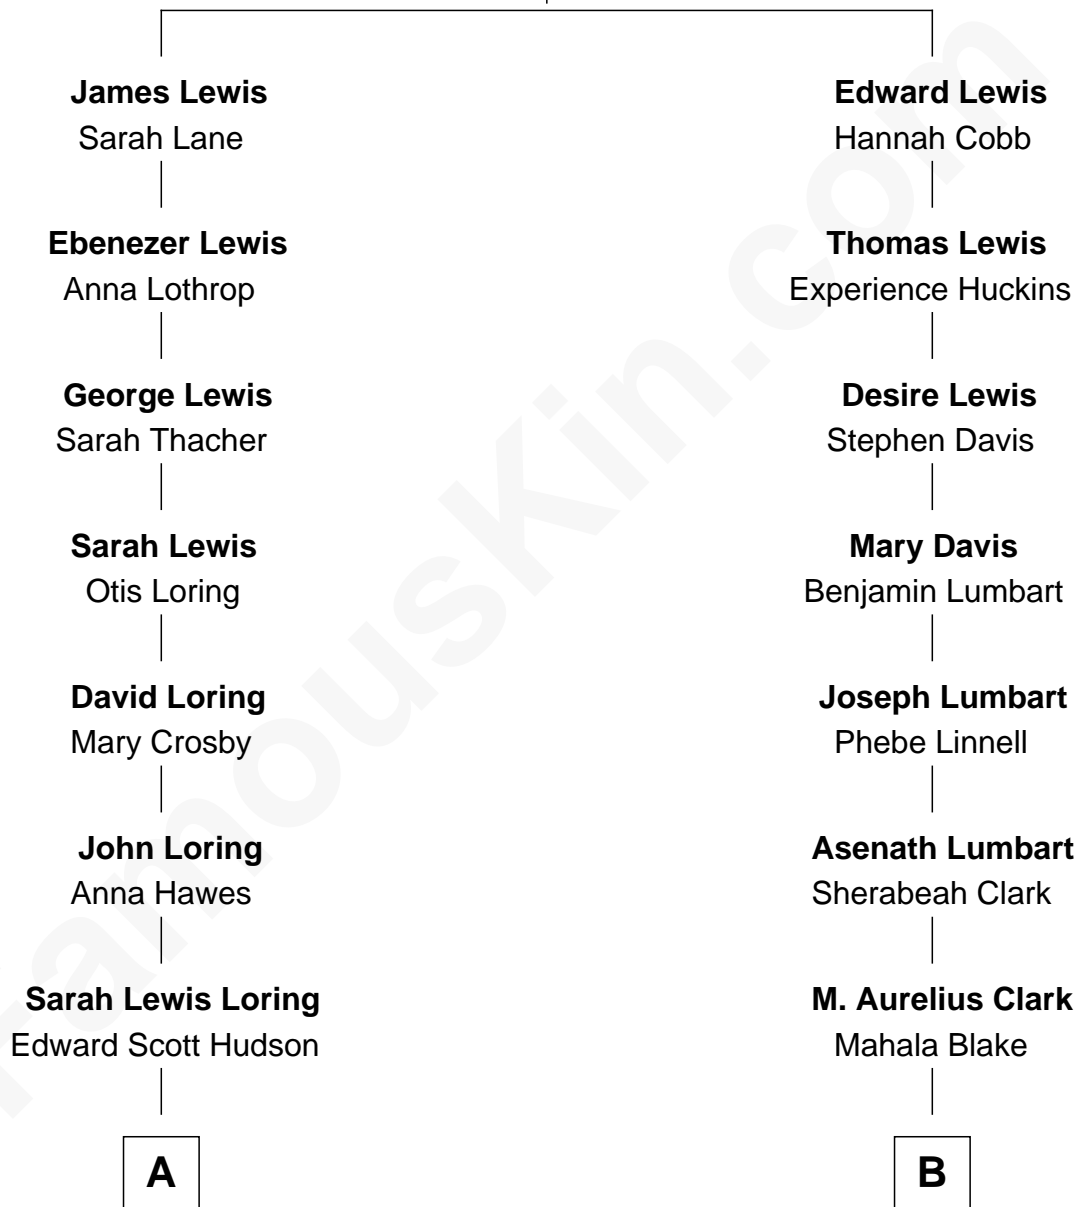 James Lewis
Sarah Lane
Edward Lewis
Hannah Cobb
Ebenezer Lewis
Anna Lothrop
Thomas Lewis
Experience Huckins
George Lewis
Sarah Thacher
Desire Lewis
Stephen Davis
Sarah Lewis
Otis Loring
Mary Davis
Benjamin Lumbart
David Loring
Mary Crosby
Joseph Lumbart
Phebe Linnell
John Loring
Anna Hawes
Asenath Lumbart
Sherabeah Clark
Sarah Lewis Loring
Edward Scott Hudson
M. Aurelius Clark
Mahala Blake
A
B
FamousKin.com